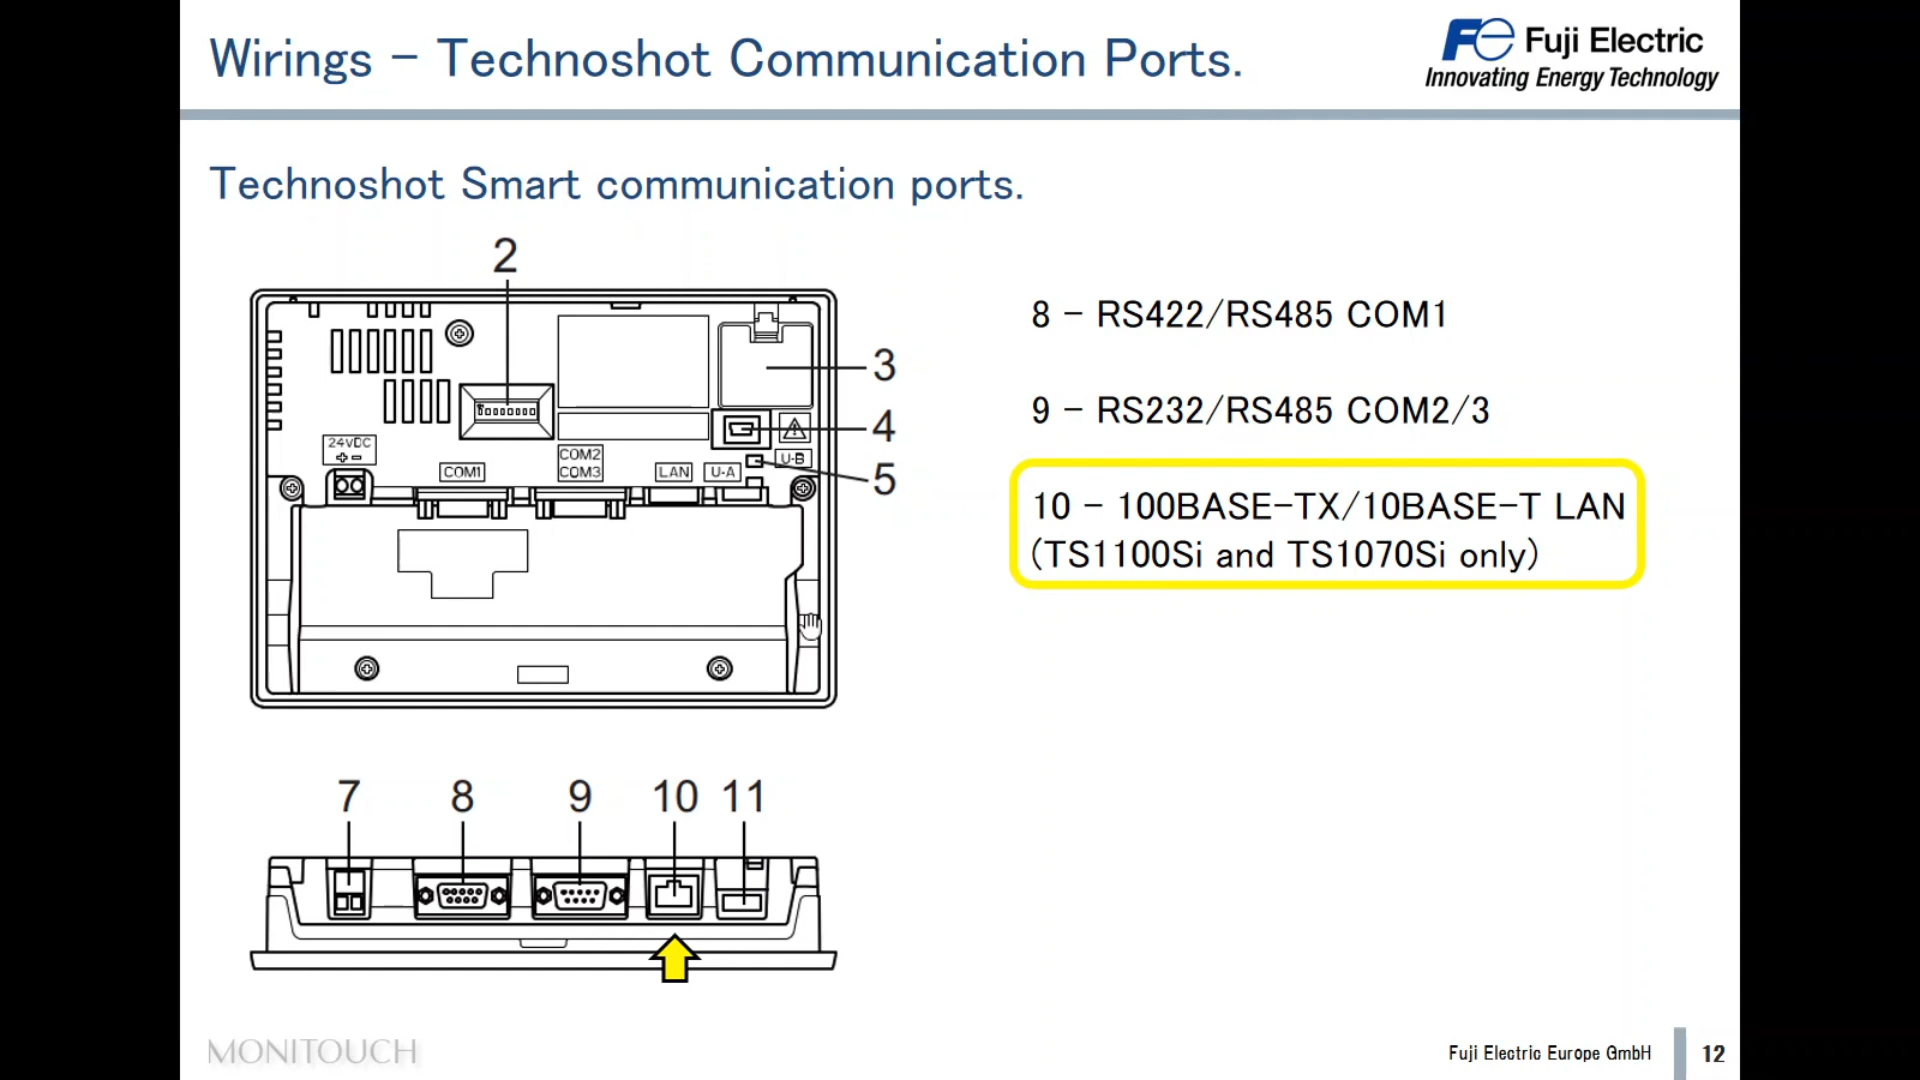 Wirings - Technoshot Communication Ports.
Fuji Electric
Innovating Energy Technology
Technoshot Smart communication ports.
2
3
4
5
24VDC
+ -
COM1
COM2
COM3
LAN
U-A
U-B
8 - RS422/RS485 COM1
9 - RS232/RS485 COM2/3
10 - 100BASE-TX/10BASE-T LAN
(TS1100Si and TS1070Si only)
7 8 9 10 11
MONITOUCH
Fuji Electric Europe GmbH
12